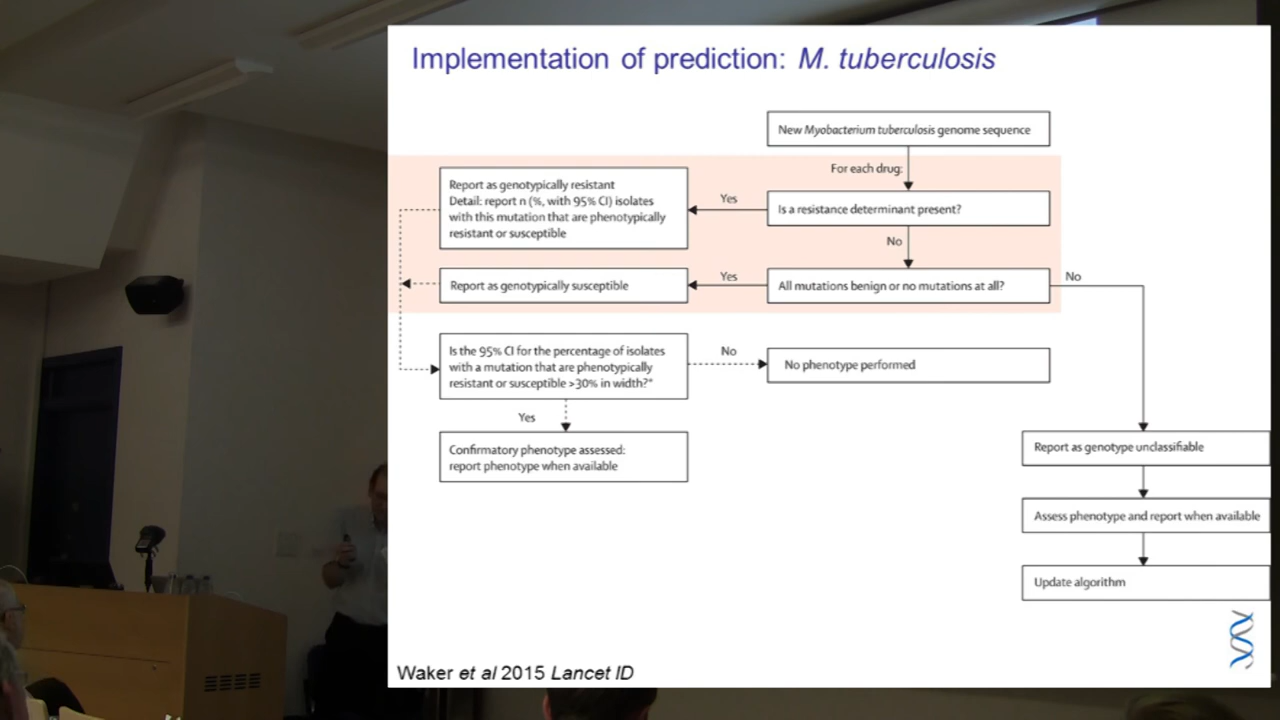 Implementation of prediction: M. tuberculosis
New Myobacterium tuberculosis genome sequence
For each drug:
Report as genotypically resistant
Detail: report n (%, with 95% CI) isolates
with this mutation that are phenotypically
resistant or susceptible
Yes
Is a resistance determinant present?
No
Report as genotypically susceptible
Yes
All mutations benign or no mutations at all?
No
Is the 95% CI for the percentage of isolates
with a mutation that are phenotypically
resistant or susceptible >30% in width?*
No
No phenotype performed
Yes
Confirmatory phenotype assessed:
report phenotype when available
Report as genotype unclassifiable
Assess phenotype and report when available
Update algorithm
Waker et al 2015 Lancet ID